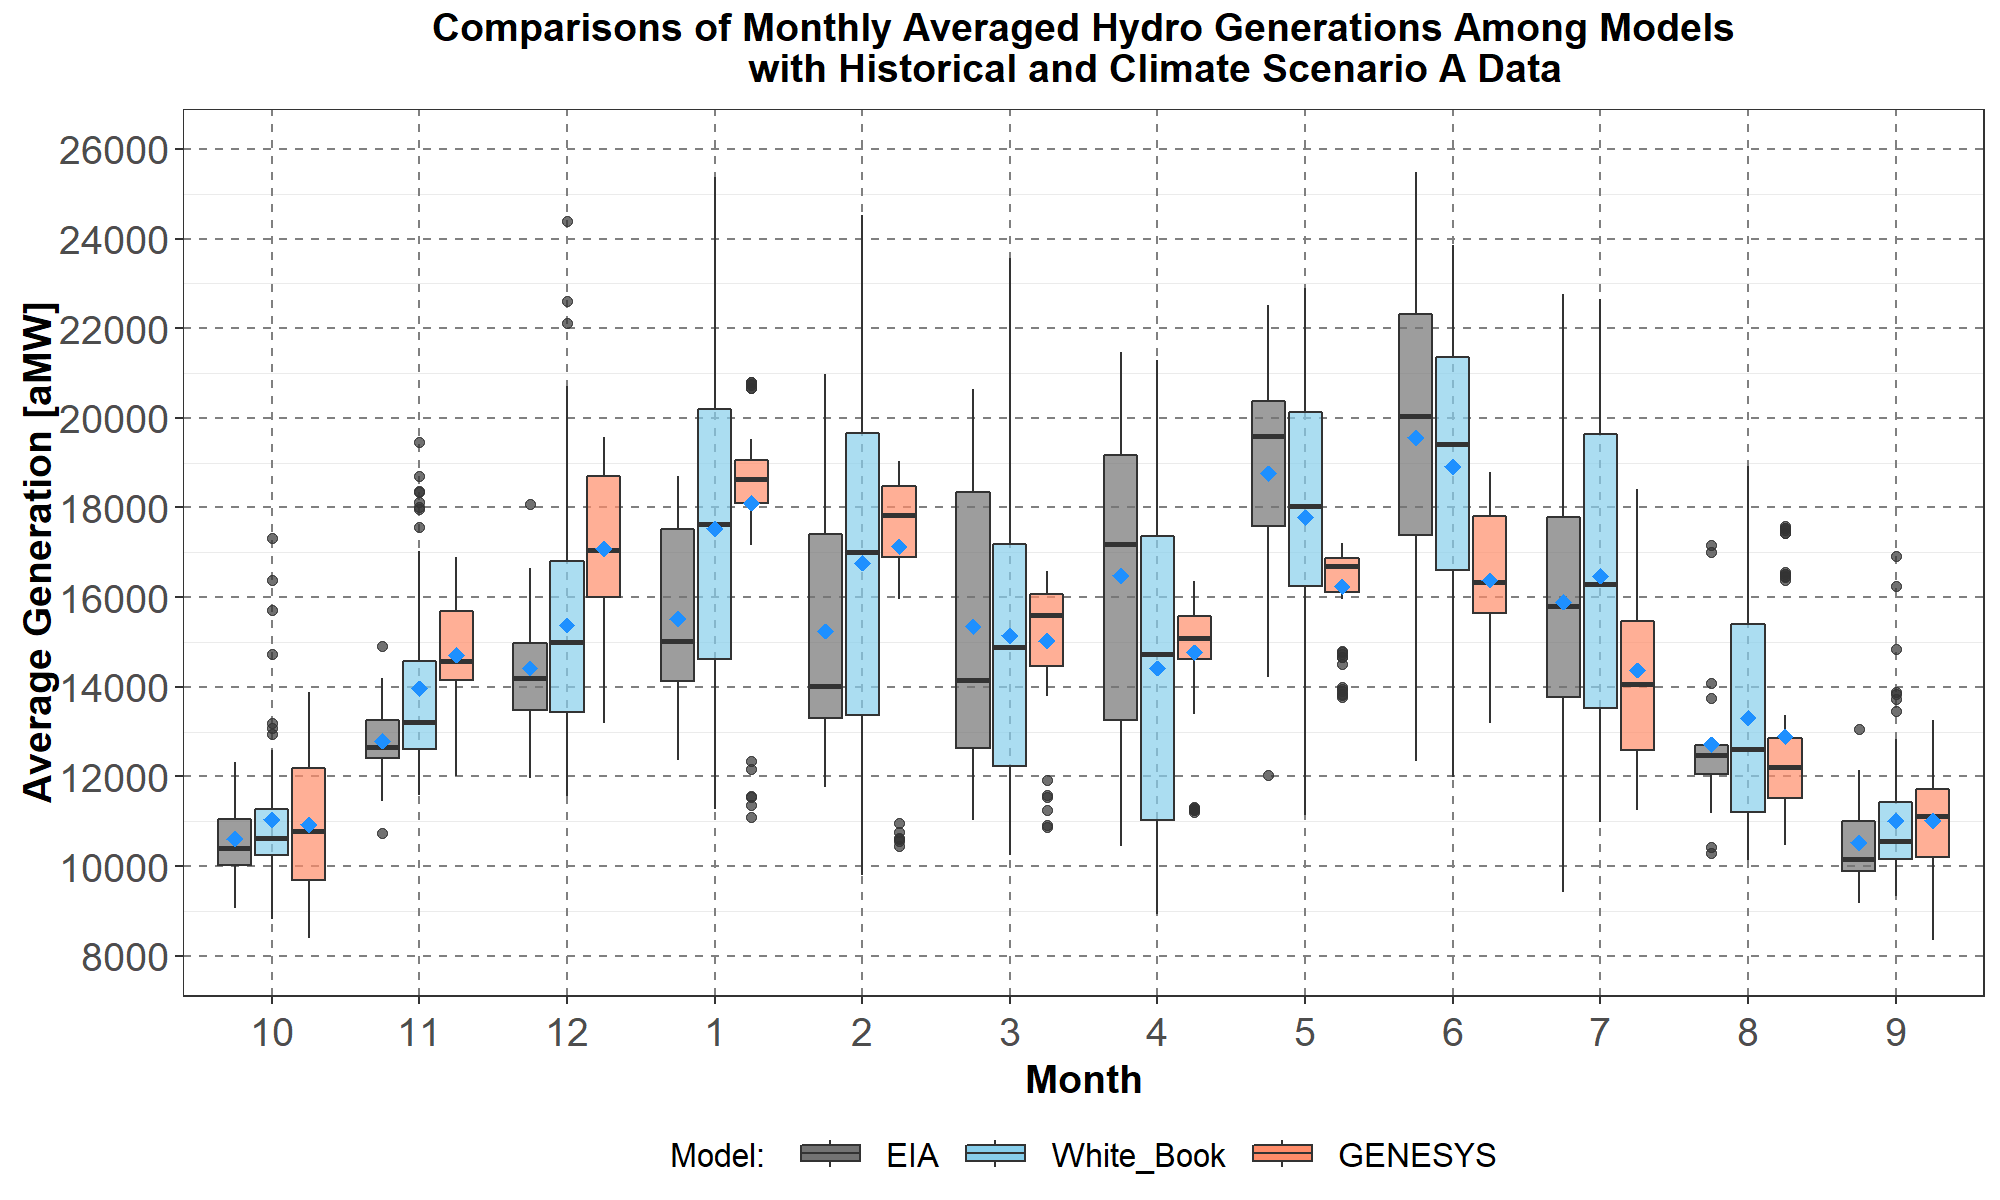 Comparisons of Monthly Averaged Hydro Generations Among Models
with Historical and Climate Scenario A Data
Average Generation [aMW]
26000
24000
22000
20000
18000
16000
14000
12000
10000
8000
10 11 12 1 2 3 4 5 6 7 8 9
Month
Model: EIA White_Book GENESYS